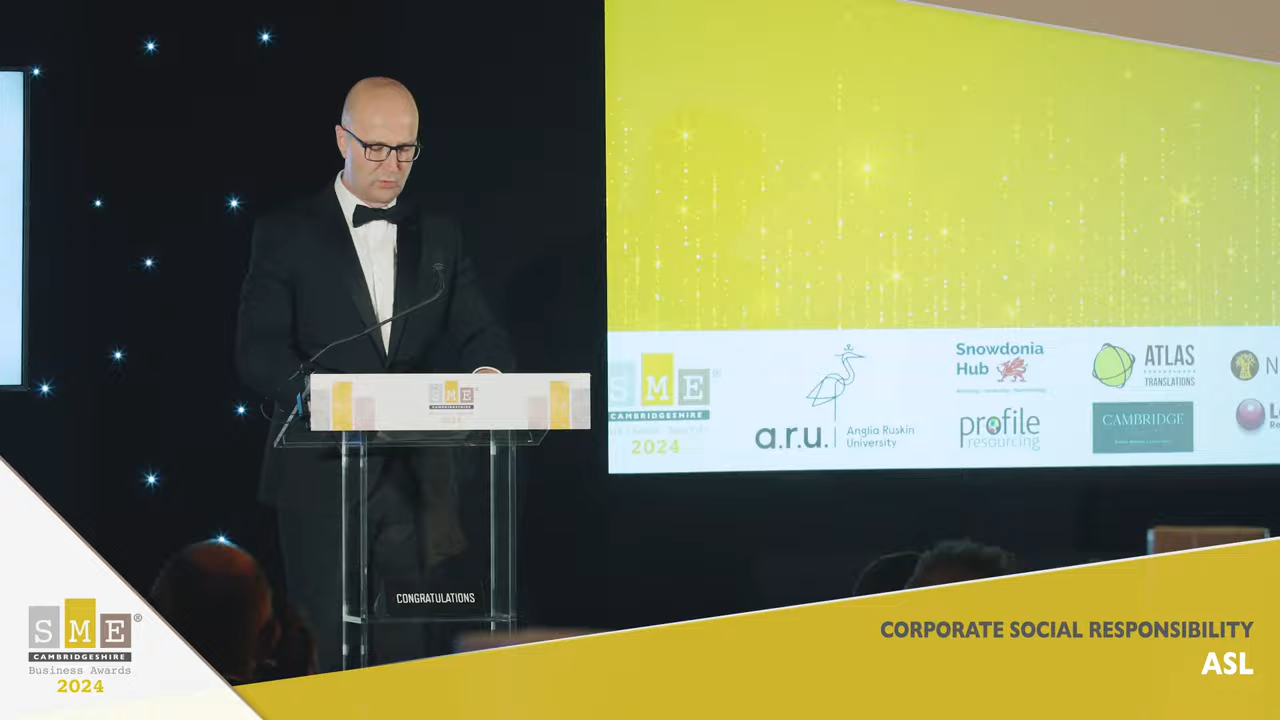 SME
CAMBRIDGESHIRE
SME
CAMBRIDGESHIRE
2024
a.r.u.
Anglia Ruskin
University
Snowdonia
Hub
profile
resourcing
ATLAS
TRANSLATIONS
CAMBRIDGE
N
CONGRATULATIONS
SME®
CAMBRIDGESHIRE
Business Awards
2024
CORPORATE SOCIAL RESPONSIBILITY
ASL